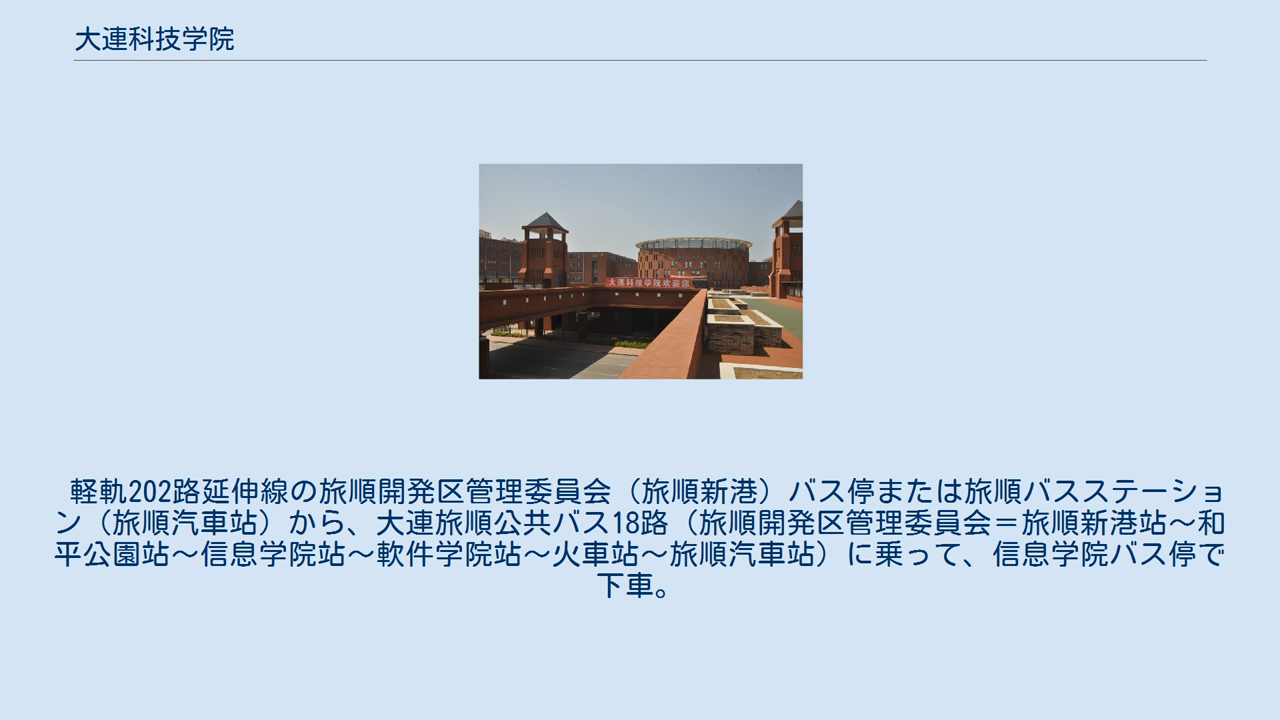 大連科技学院
大连科技学院欢迎您
軽軌202路延伸線の旅順開発区管理委員会（旅順新港）バス停または旅順バスステーショ
ン（旅順汽車站）から、大連旅順公共バス18路（旅順開発区管理委員会＝旅順新港站～和
平公園站～信息学院站～軟件学院站～火車站～旅順汽車站）に乗って、信息学院バス停で
下車。